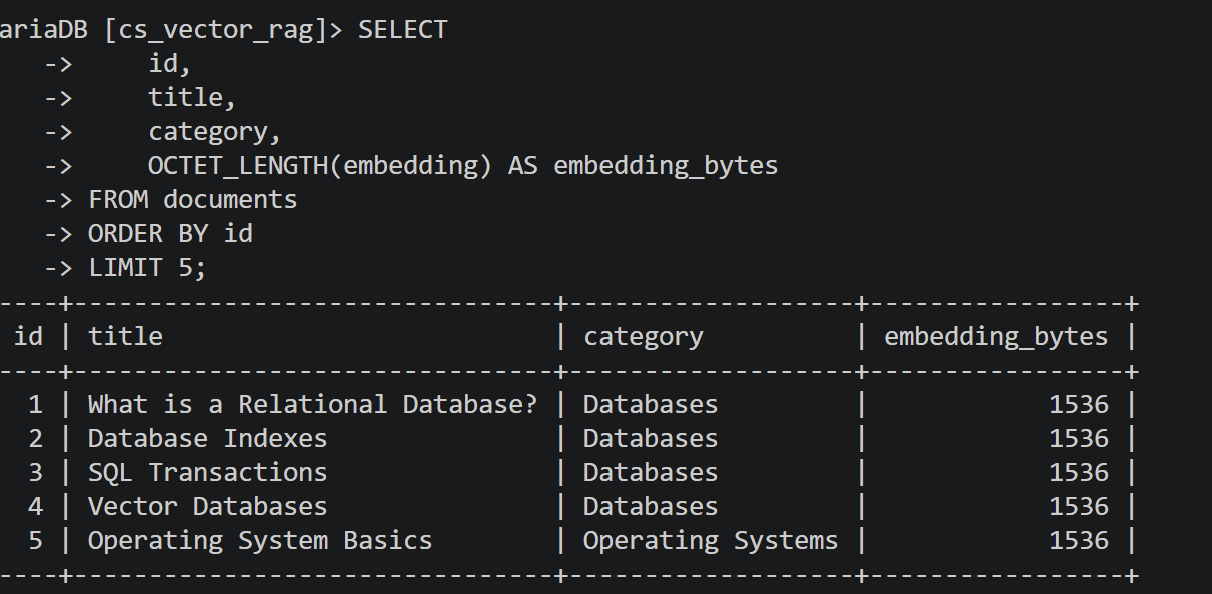 ariaDB [cs_vector_rag]> SELECT
    ->     id,
    ->     title,
    ->     category,
    ->     OCTET_LENGTH(embedding) AS embedding_bytes
    -> FROM documents
    -> ORDER BY id
    -> LIMIT 5;
----+--------------------------------+-------------------+-----------------+
 id | title                          | category          | embedding_bytes |
----+--------------------------------+-------------------+-----------------+
  1 | What is a Relational Database? | Databases         |            1536 |
  2 | Database Indexes               | Databases         |            1536 |
  3 | SQL Transactions               | Databases         |            1536 |
  4 | Vector Databases               | Databases         |            1536 |
  5 | Operating System Basics        | Operating Systems |            1536 |
----+--------------------------------+-------------------+-----------------+